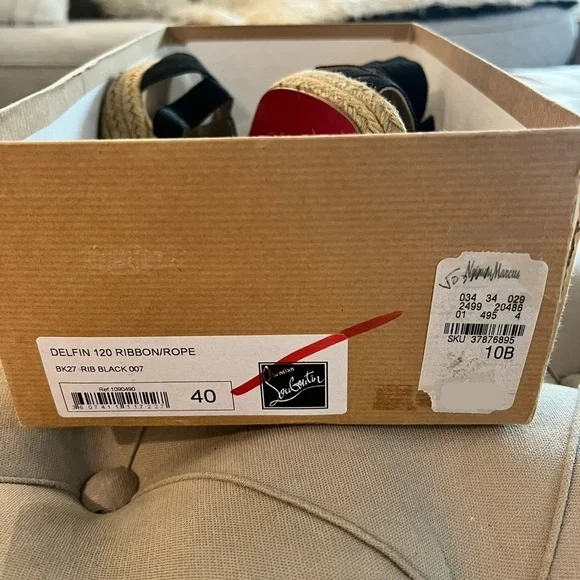 DELFIN 120 RIBBON/ROPE
BK27 RIB BLACK 007
Ref 1090490
3607411117227
40
Christian
Louboutin
Neiman Marcus
034 34 029
2499 20486
01 495 4
SKU 37876895
10B